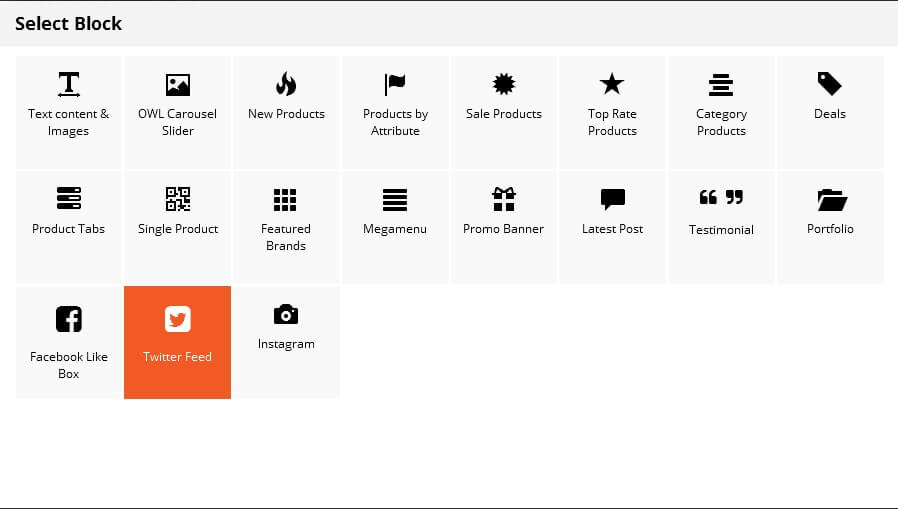 Select Block
Text content &
Images
OWL Carousel
Slider
New Products
Products by
Attribute
Sale Products
Top Rate
Products
Category
Products
Deals
Product Tabs
Single Product
Featured
Brands
Megamenu
Promo Banner
Latest Post
Testimonial
Portfolio
Facebook Like
Box
Twitter Feed
Instagram